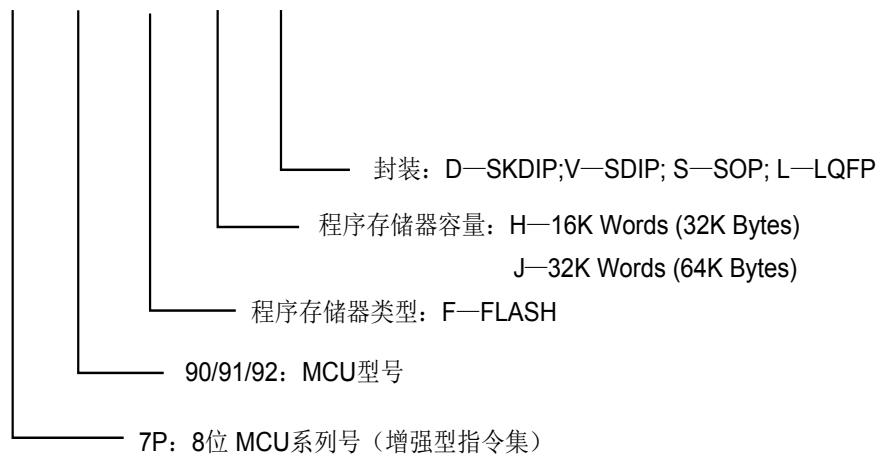 封装：D—SKDIP;V—SDIP; S—SOP; L—LQFP
程序存储器容量：H—16K Words (32K Bytes)
J—32K Words (64K Bytes)
程序存储器类型：F—FLASH
90/91/92：MCU型号
7P：8位 MCU系列号（增强型指令集）